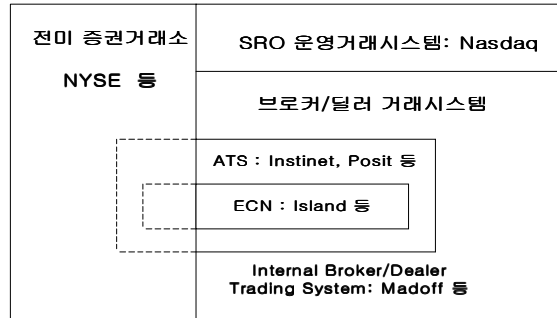 전미 증권거래소
NYSE 등
SRO 운영거래시스템: Nasdaq
브로커/딜러 거래시스템
ATS : Instinet, Posit 등
ECN : Island 등
Internal Broker/Dealer
Trading System: Madoff 등